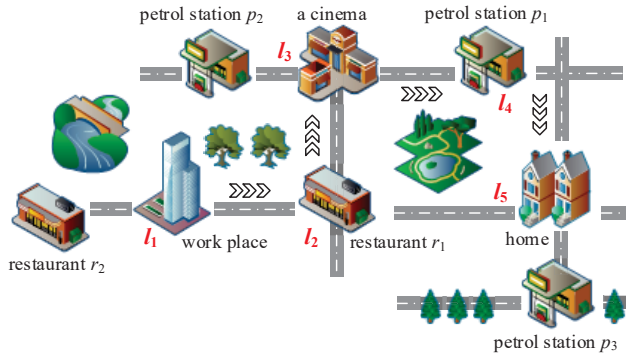 petrol station p2
a cinema
petrol station p1
l3
l4
l5
l1
work place
l2
restaurant r1
home
restaurant r2
petrol station p3